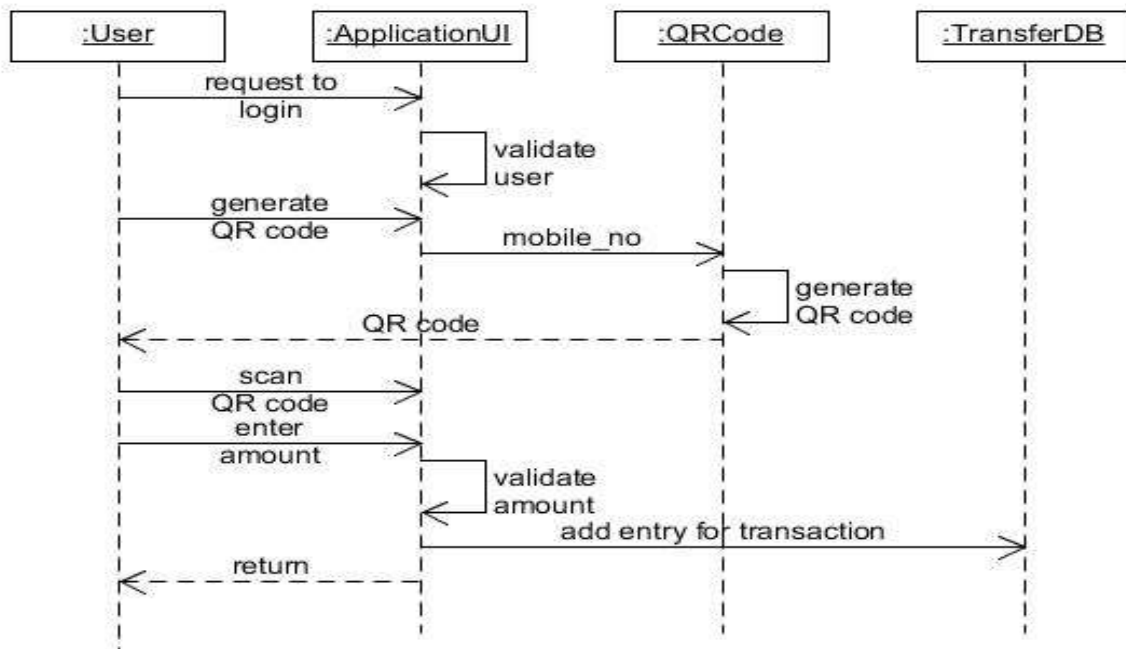 :User
:ApplicationUI
:QRCode
:TransferDB
request to
login
validate
user
generate
QR code
mobile_no
generate
QR code
QR code
scan
QR code
enter
amount
validate
amount
add entry for transaction
return